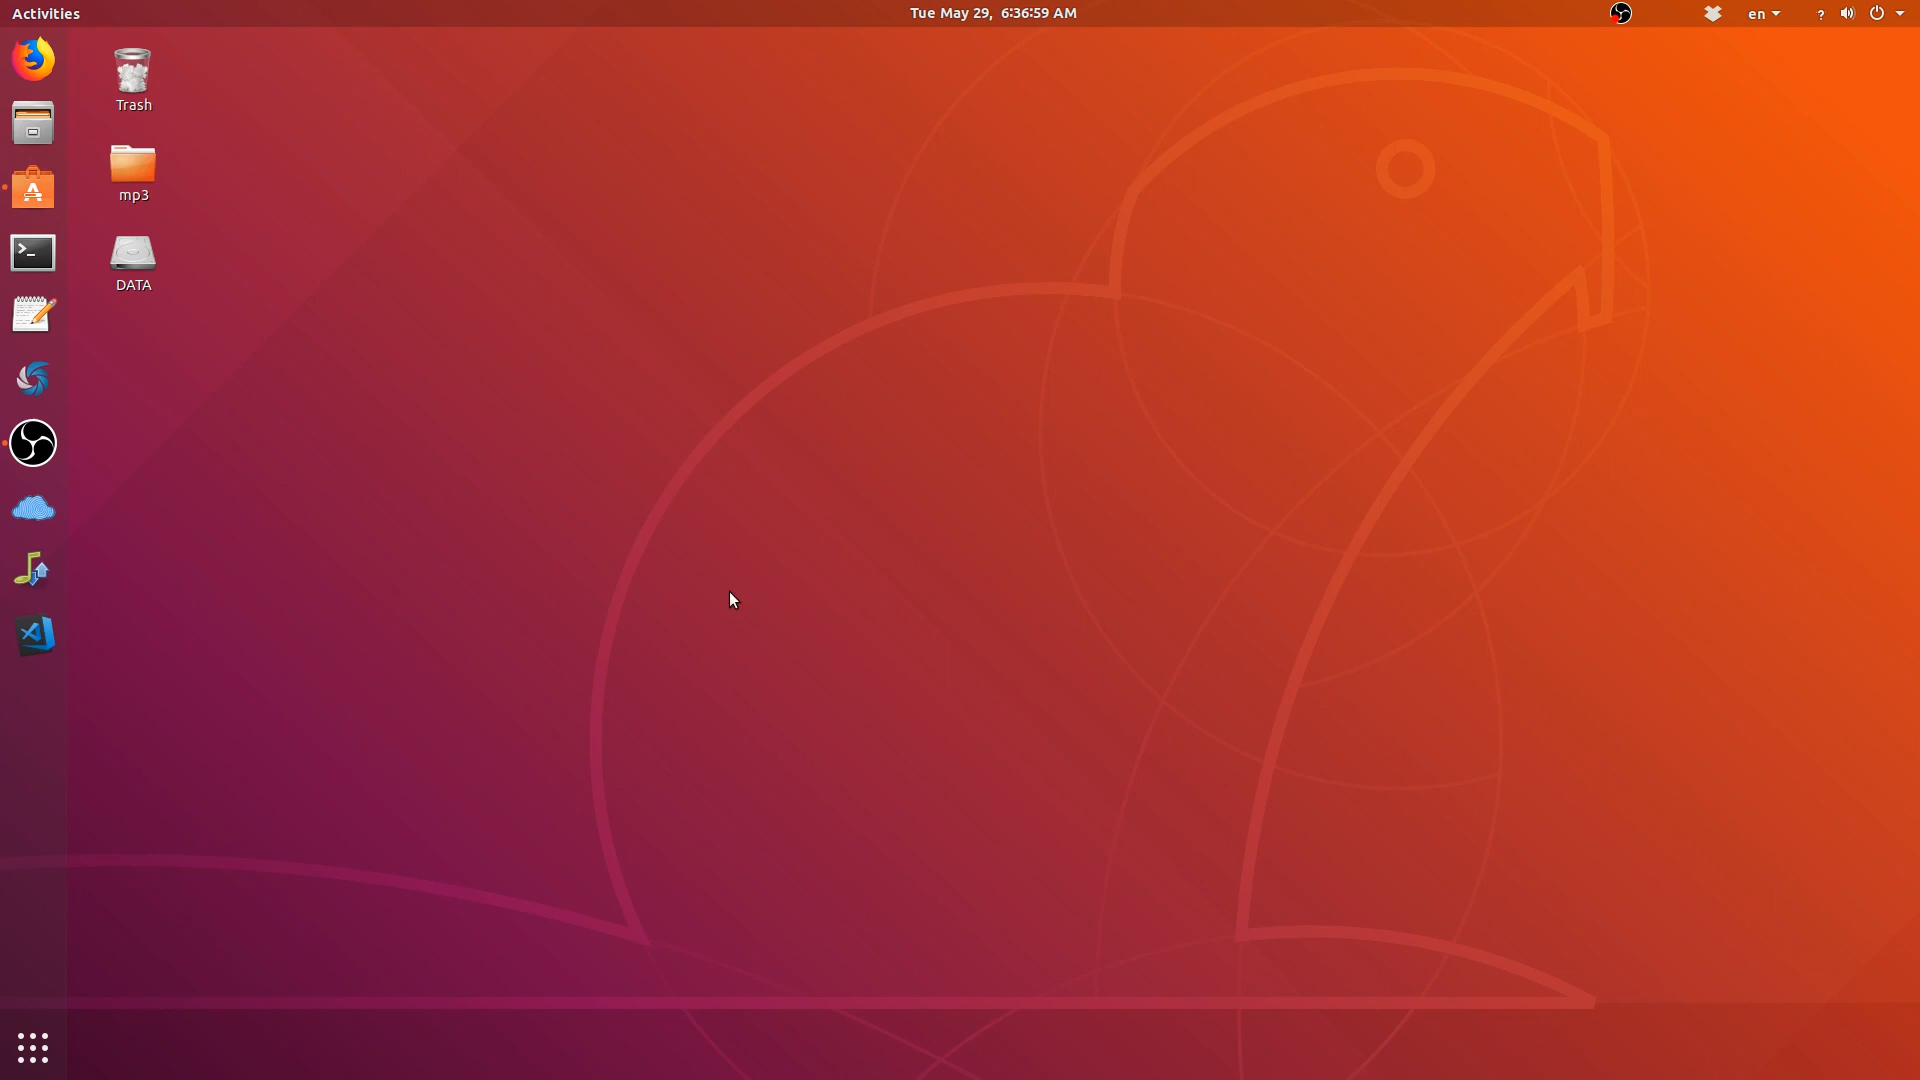 Activities
Tue May 29, 6:36:59 AM
en
?
Trash
mp3
DATA